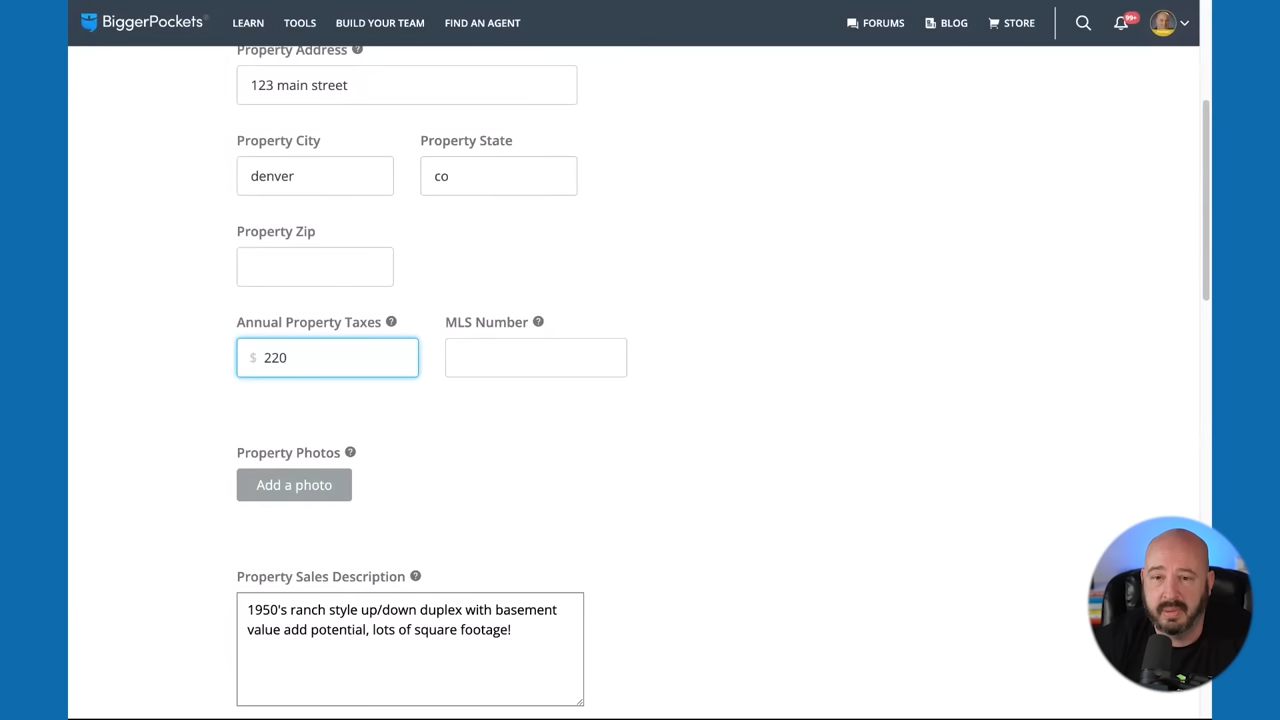 BiggerPockets®
LEARN
TOOLS
BUILD YOUR TEAM
FIND AN AGENT
FORUMS
BLOG
STORE
99+
Property Address ?
123 main street
Property City
Property State
denver
co
Property Zip
Annual Property Taxes ?
MLS Number ?
$ 220
Property Photos ?
Add a photo
Property Sales Description ?
1950's ranch style up/down duplex with basement
value add potential, lots of square footage!